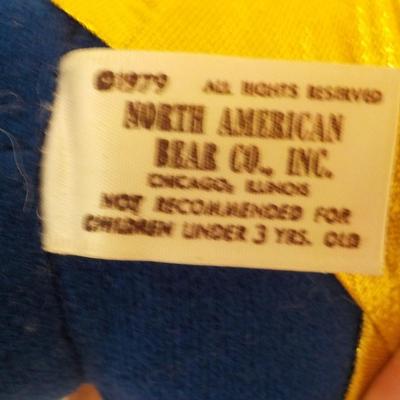 ©1979 ALL RIGHTS RESERVED
NORTH AMERICAN
BEAR CO., INC.
CHICAGO, ILLINOIS
NOT RECOMMENDED FOR
CHILDREN UNDER 3 YRS. OLD